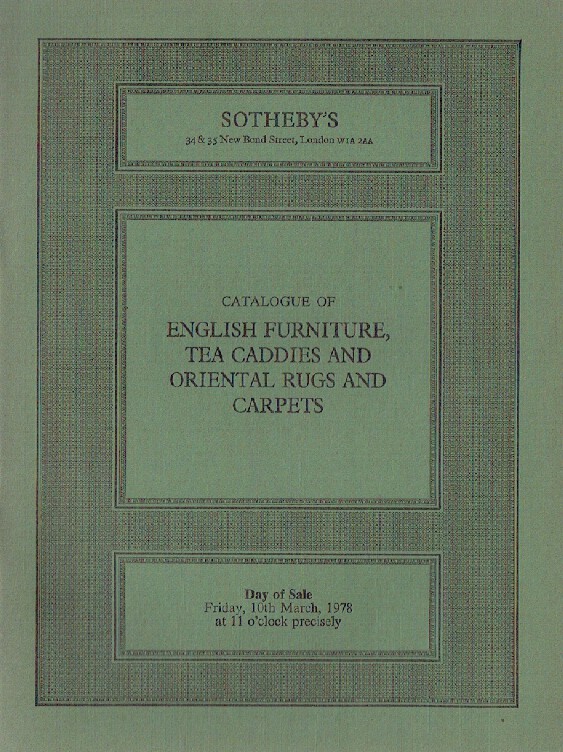 SOTHEBY'S
34 & 35 New Bond Street, London W1A 2AA
CATALOGUE OF
ENGLISH FURNITURE,
TEA CADDIES AND
ORIENTAL RUGS AND
CARPETS
Day of Sale
Friday, 10th March, 1978
at 11 o'clock precisely